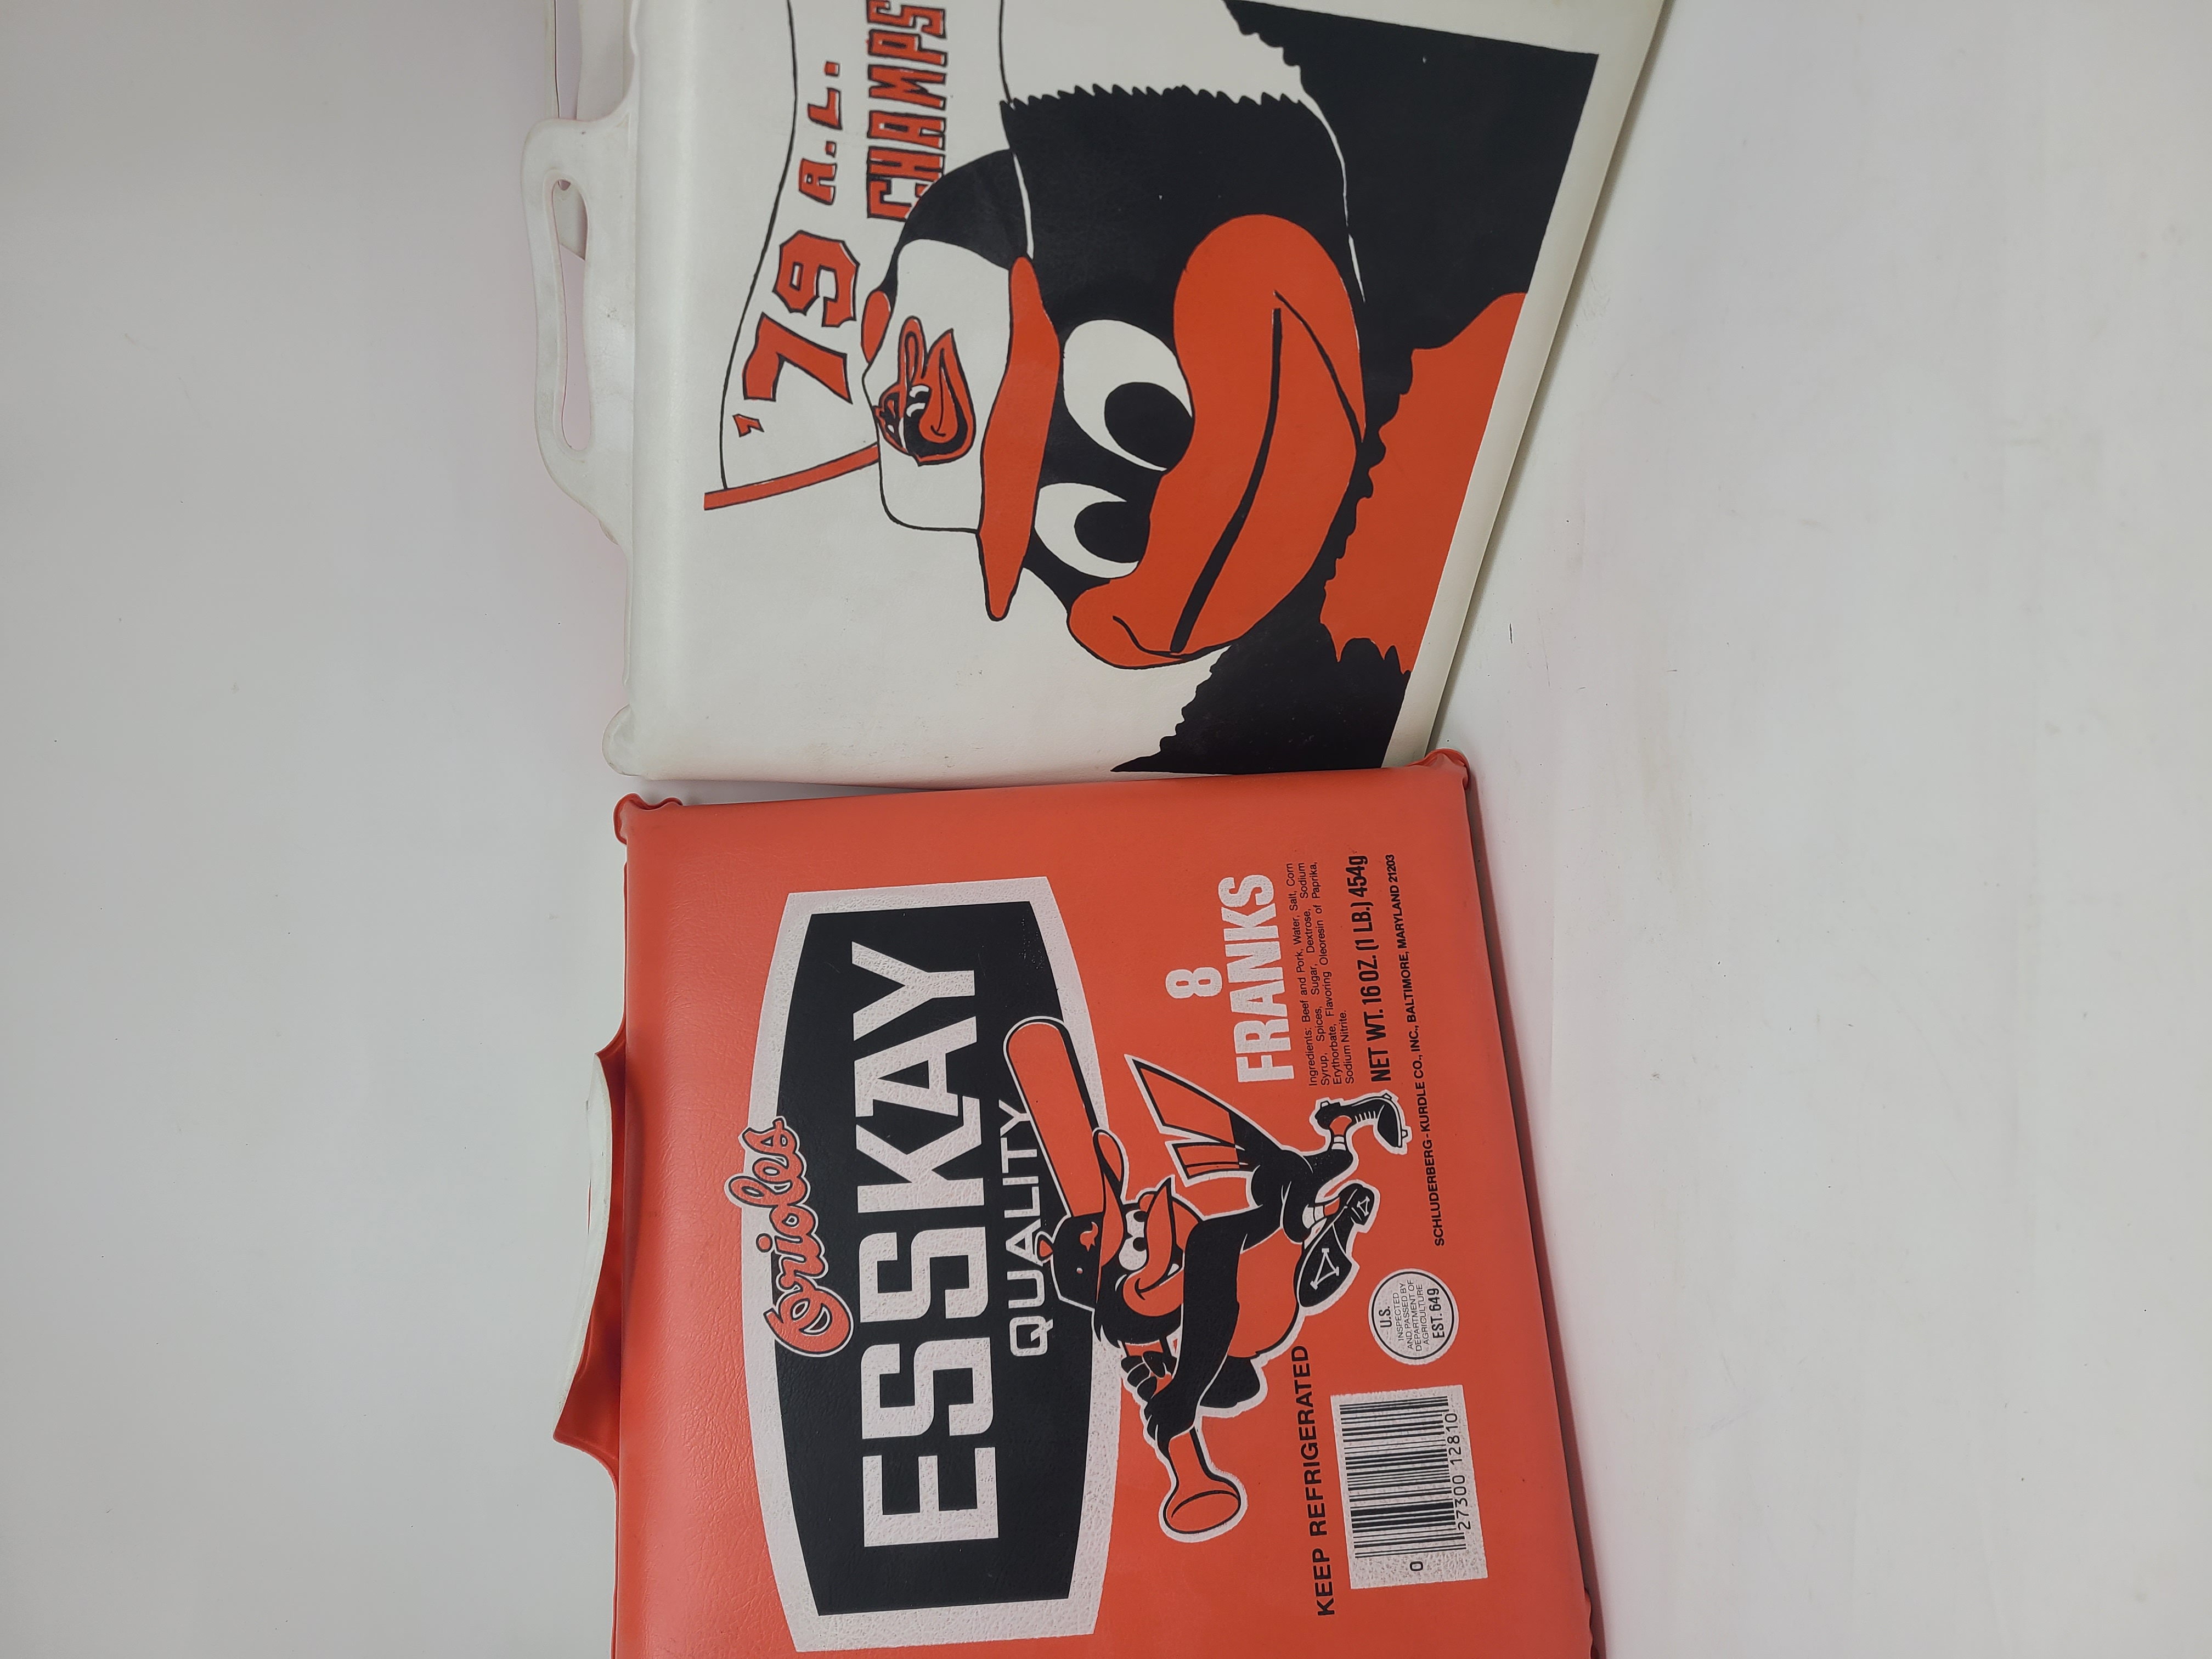 Orioles
ESSKAY
QUALITY
8
FRANKS
Ingredients: Beef and Pork, Water, Salt, Corn
Syrup, Spices, Sugar, Dextrose, Sodium
Erythorbate, Flavoring Oleoresin of Paprika,
Sodium Nitrite.
KEEP REFRIGERATED
NET WT. 16 OZ. (1 LB.) 454g
SCHLUDERBERG-KURDLE CO., INC., BALTIMORE, MARYLAND 21203
U.S.
INSPECTED
AND PASSED BY
DEPARTMENT OF
AGRICULTURE
EST. 649
0 27300 12810
'79 A.L.
CHAMPS